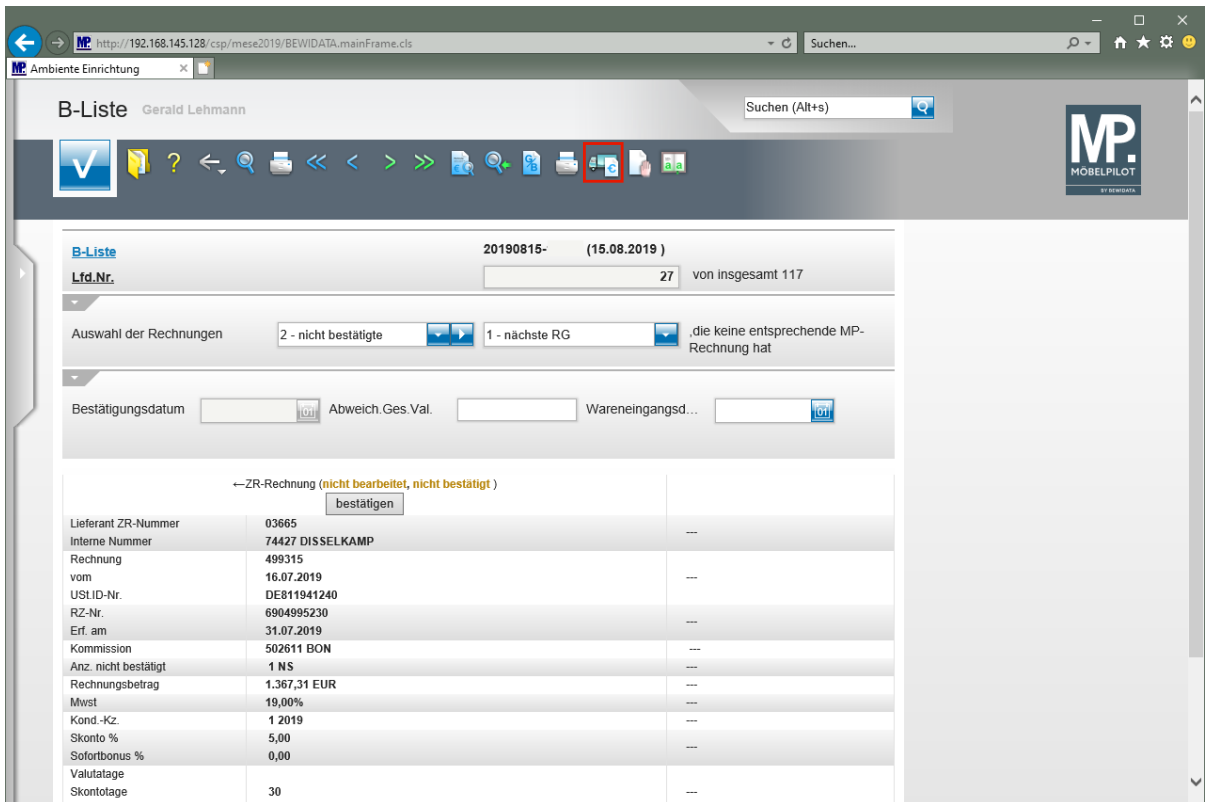 http://192.168.145.128/csp/mese2019/BEWIDATA.mainFrame.cls
Suchen...
MP. Ambiente Einrichtung
B-Liste Gerald Lehmann
Suchen (Alt+s)
MP.
MÖBELPILOT
BY BEWIDATA
B-Liste 20190815- (15.08.2019 )
Lfd.Nr. 27 von insgesamt 117
Auswahl der Rechnungen 2 - nicht bestätigte 1 - nächste RG ,die keine entsprechende MP-
Rechnung hat
Bestätigungsdatum 01 Abweich.Ges.Val. Wareneingangsd... 01
←ZR-Rechnung (nicht bearbeitet, nicht bestätigt )
bestätigen
Lieferant ZR-Nummer 03665
---
Interne Nummer 74427 DISSELKAMP
Rechnung 499315
vom 16.07.2019 ---
USt.ID-Nr. DE811941240
RZ-Nr. 6904995230
---
Erf. am 31.07.2019
Kommission 502611 BON ---
Anz. nicht bestätigt 1 NS ---
Rechnungsbetrag 1.367,31 EUR ---
Mwst 19,00% ---
Kond.-Kz. 1 2019 ---
Skonto % 5,00
---
Sofortbonus % 0,00
Valutatage
Skontotage 30 ---